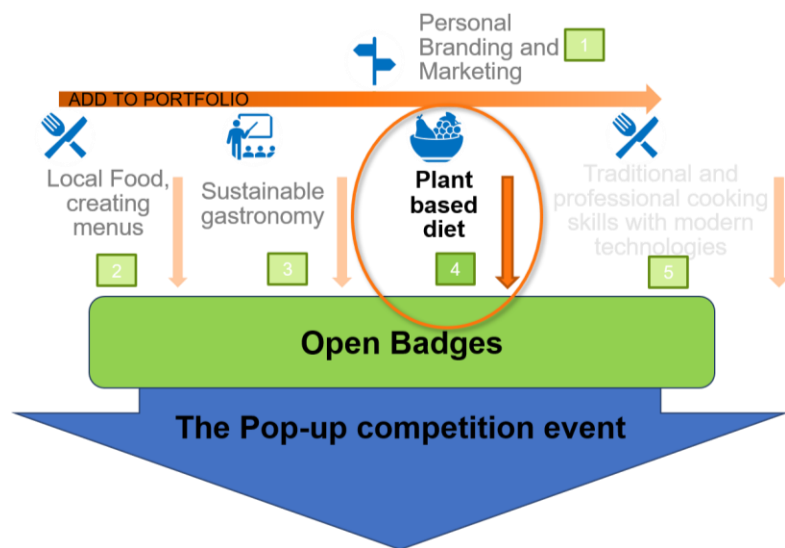 Personal
Branding and
Marketing
1
ADD TO PORTFOLIO
Local Food,
creating
menus
2
Sustainable
gastronomy
3
Plant
based
diet
4
Traditional and
professional cooking
skills with modern
technologies
5
Open Badges
The Pop-up competition event